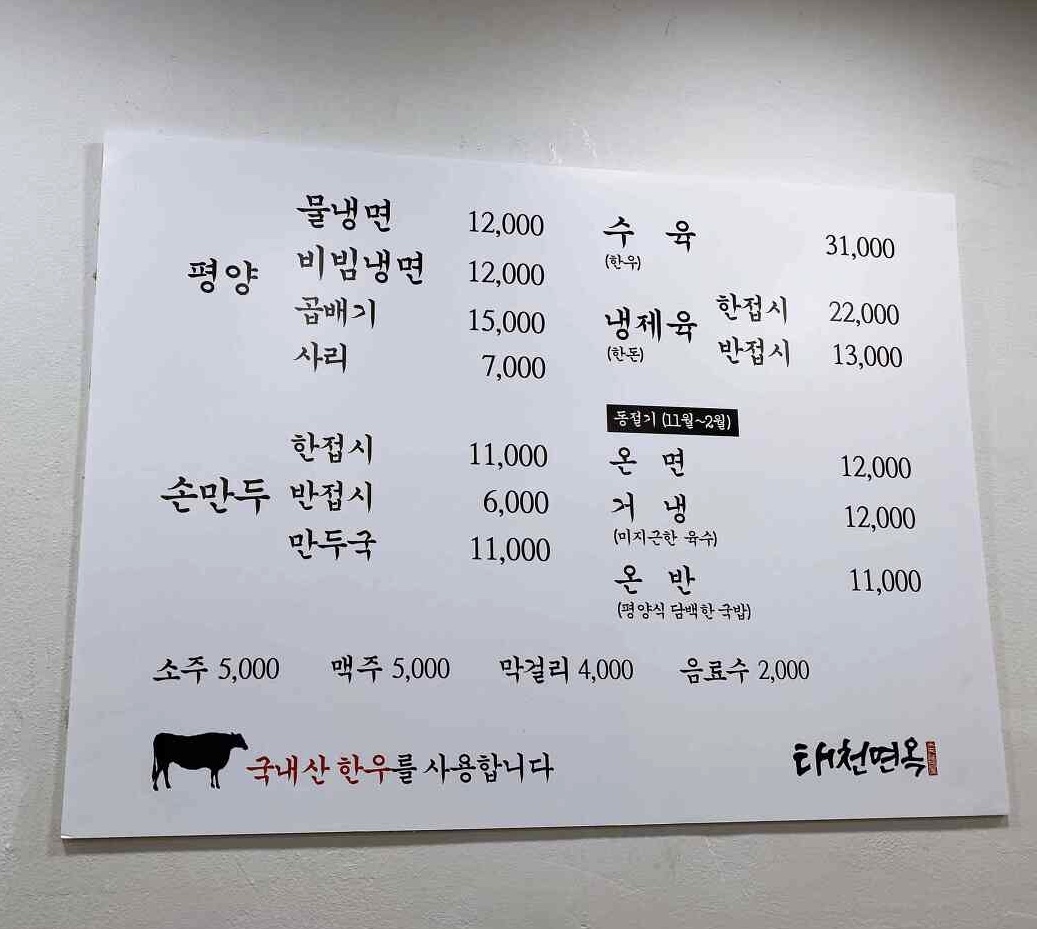 평양
물냉면 12,000
비빔냉면 12,000
곱배기 15,000
사리 7,000
손만두
한접시 11,000
반접시 6,000
만두국 11,000
수 육 31,000
(한우)
냉제육
(한돈)
한접시 22,000
반접시 13,000
동절기 (11월~2월)
온 면 12,000
거 냉 12,000
(미지근한 육수)
온 반 11,000
(평양식 담백한 국밥)
소주 5,000 맥주 5,000 막걸리 4,000 음료수 2,000
국내산 한우를 사용합니다
태천면옥